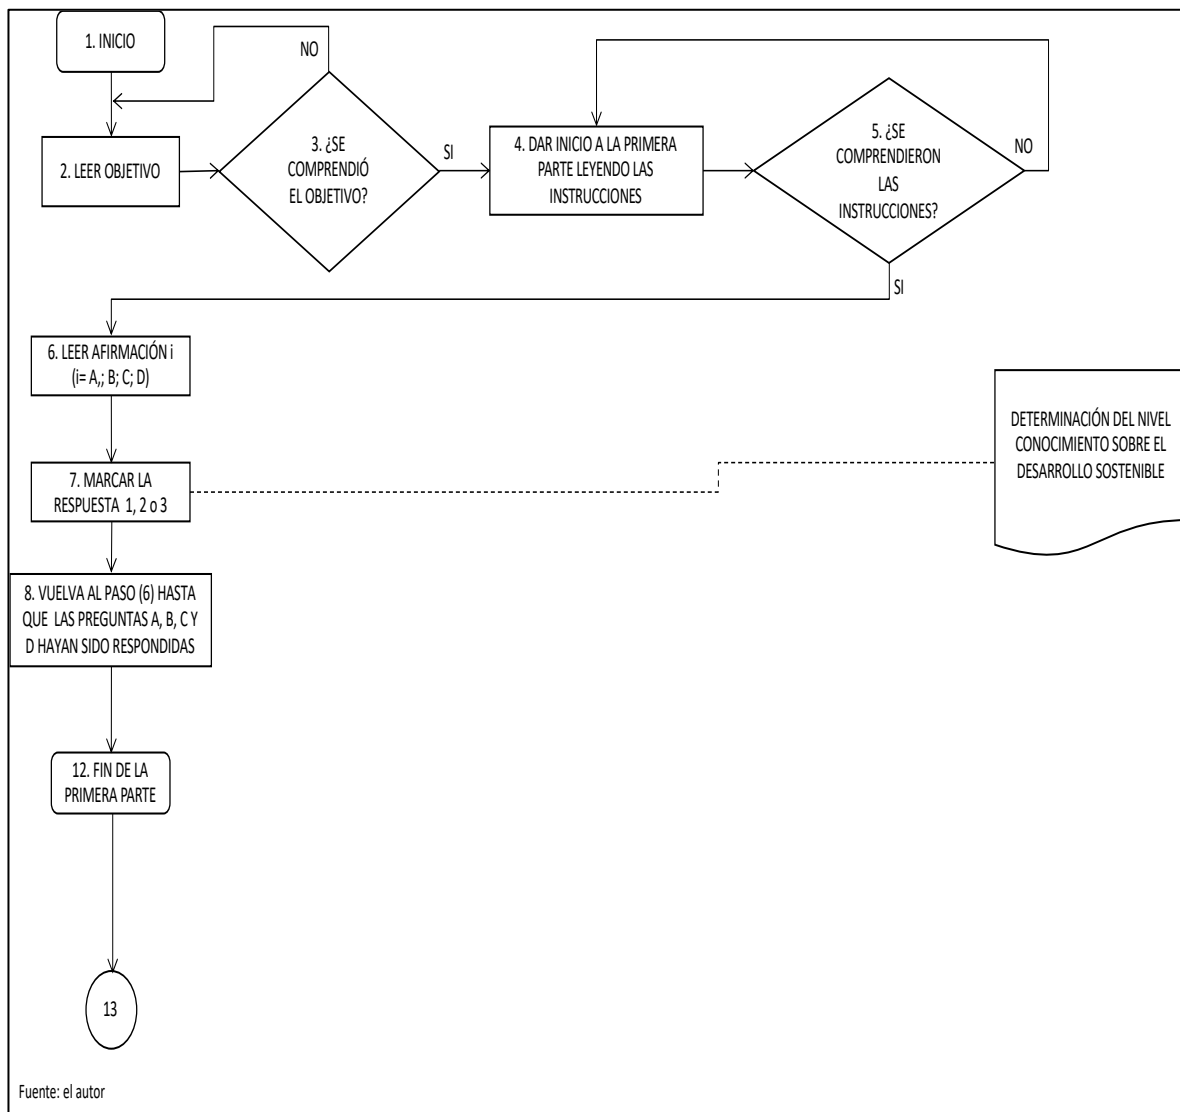 1. INICIO
NO
2. LEER OBJETIVO
3. ¿SE
COMPRENDIÓ
EL OBJETIVO?
SI
4. DAR INICIO A LA PRIMERA
PARTE LEYENDO LAS
INSTRUCCIONES
5. ¿SE
COMPRENDIERON
LAS
INSTRUCCIONES?
NO
SI
6. LEER AFIRMACIÓN i
(i= A,; B; C; D)
DETERMINACIÓN DEL NIVEL
CONOCIMIENTO SOBRE EL
DESARROLLO SOSTENIBLE
7. MARCAR LA
RESPUESTA 1, 2 o 3
8. VUELVA AL PASO (6) HASTA
QUE LAS PREGUNTAS A, B, C Y
D HAYAN SIDO RESPONDIDAS
12. FIN DE LA
PRIMERA PARTE
13
Fuente: el autor